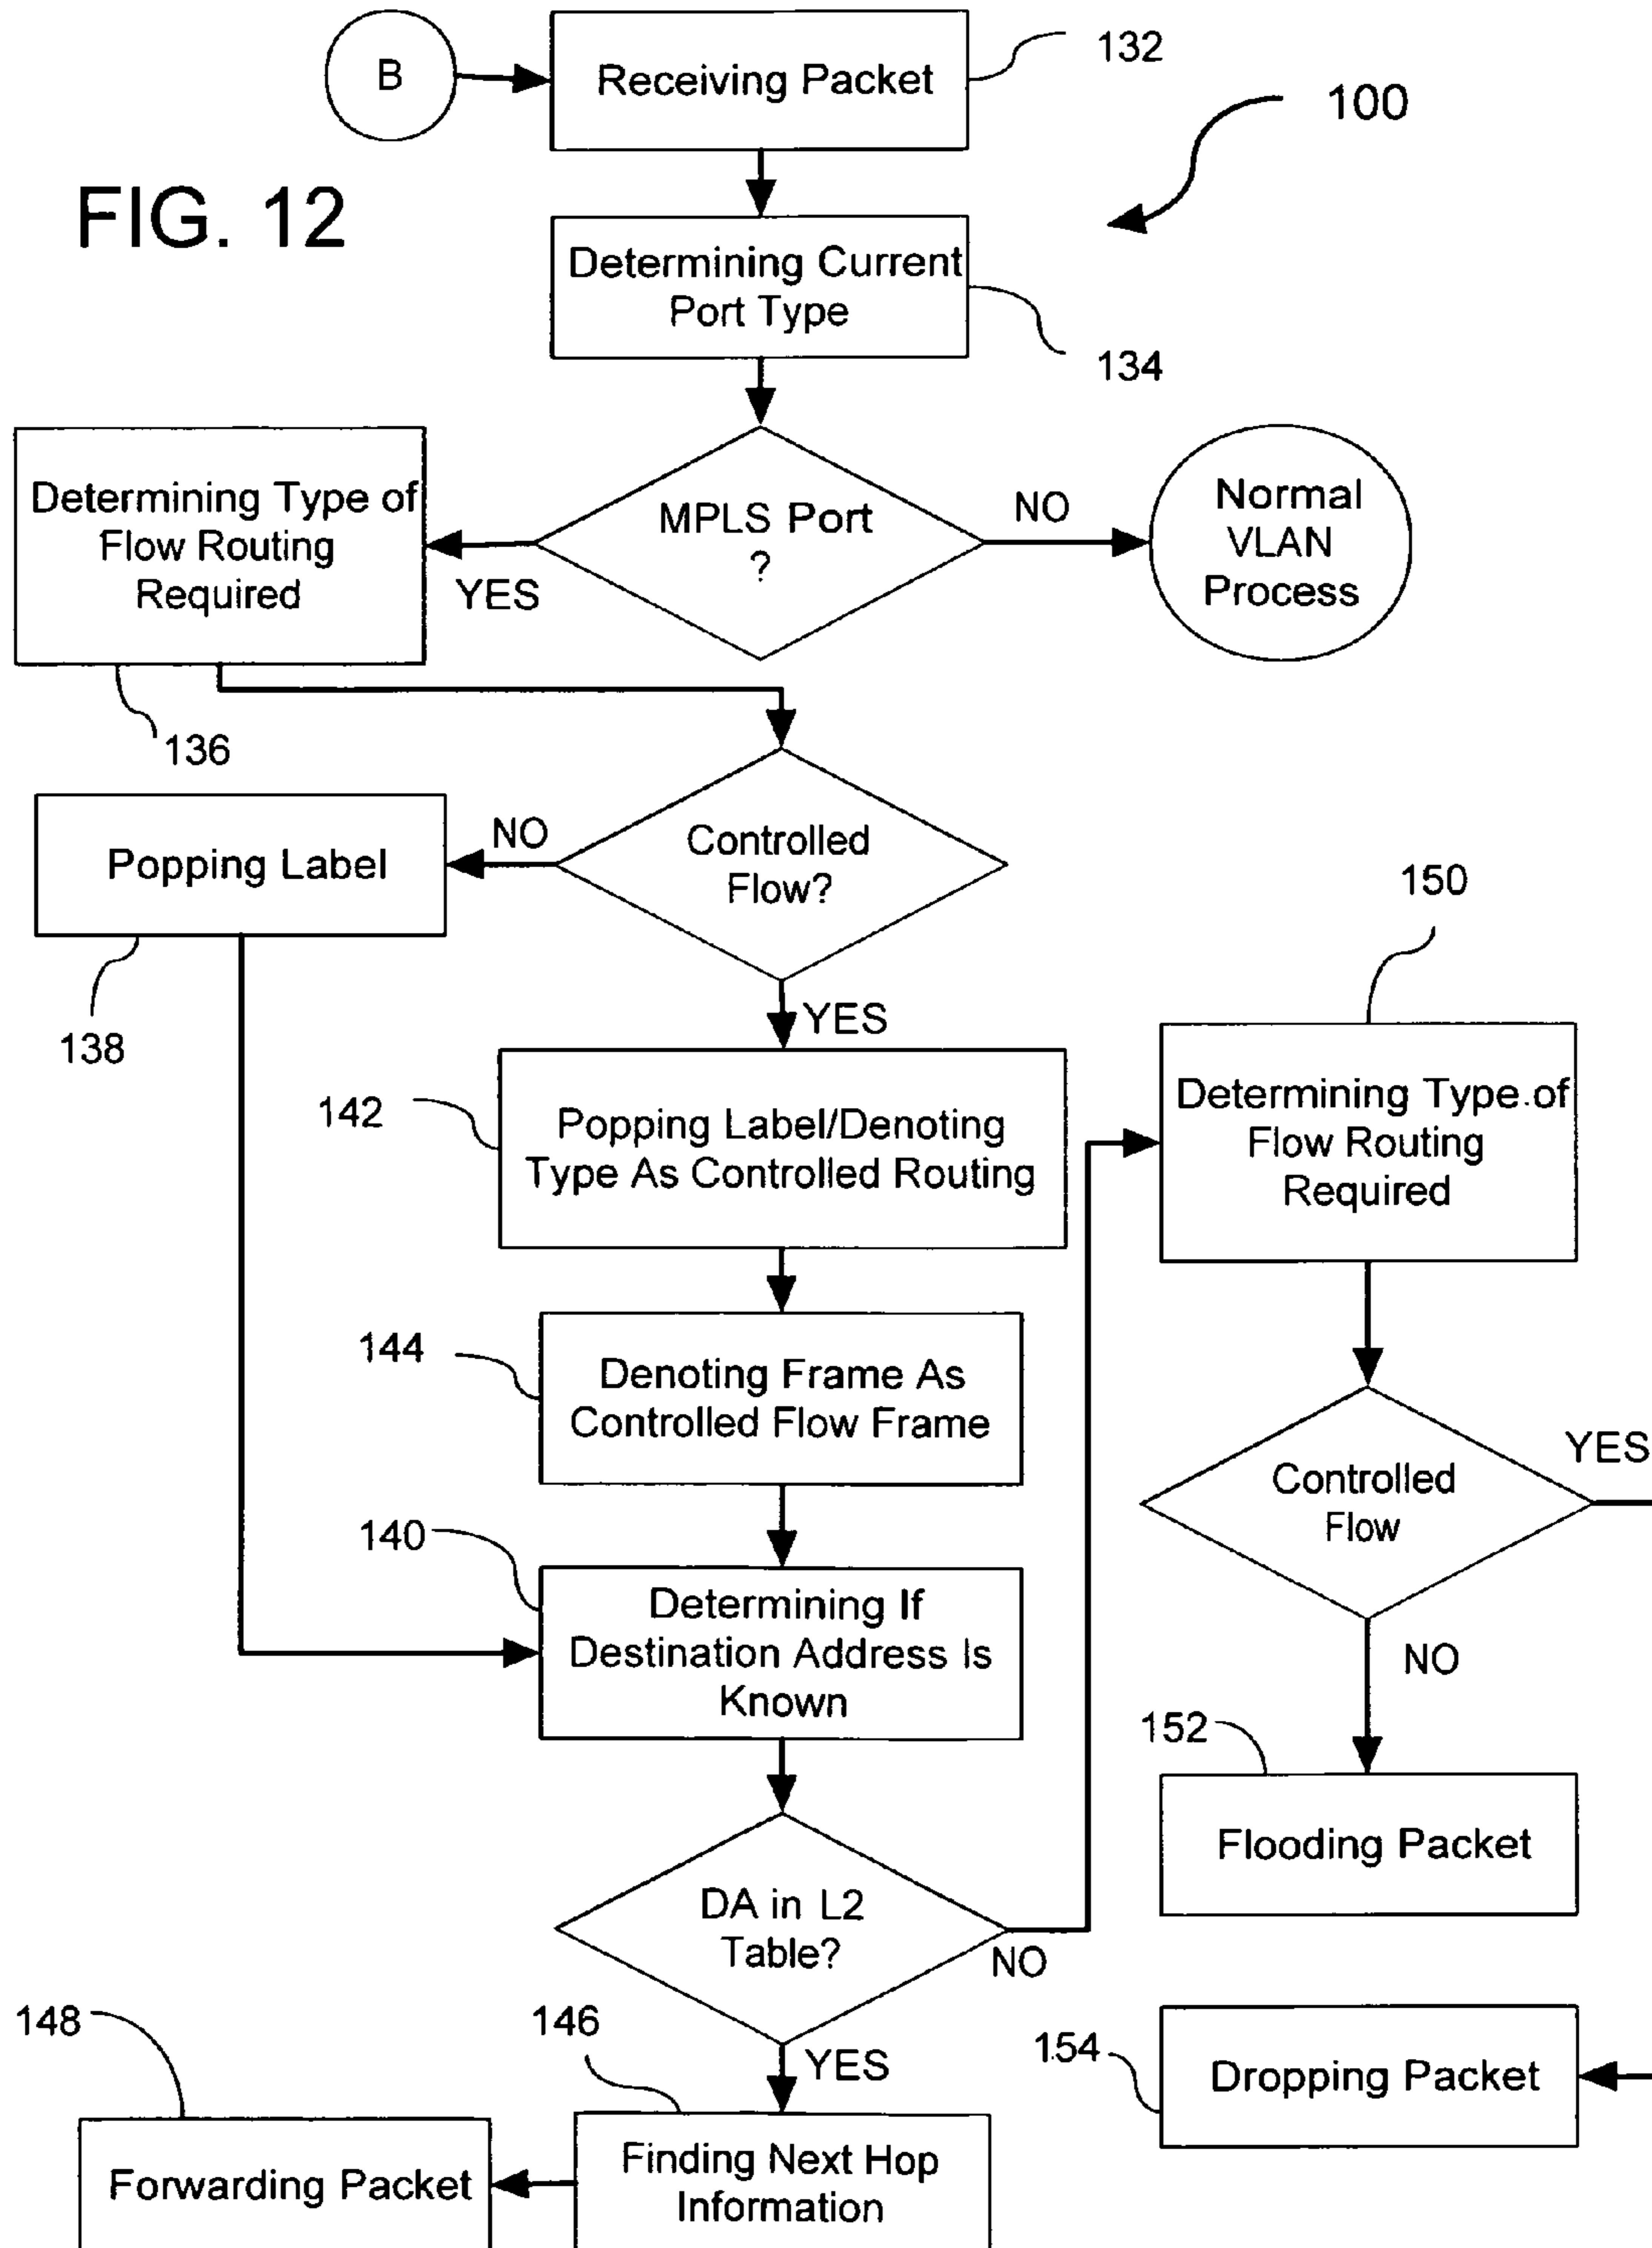 B
Receiving Packet
132
100
FIG. 12
Determining Current
Port Type
134
Determining Type of
Flow Routing
Required
YES
MPLS Port
?
NO
Normal
VLAN
Process
136
Popping Label
NO
Controlled
Flow?
138
YES
150
142
Popping Label/Denoting
Type As Controlled Routing
Determining Type of
Flow Routing
Required
144
Denoting Frame As
Controlled Flow Frame
Controlled
Flow
YES
140
Determining If
Destination Address Is
Known
NO
152
Flooding Packet
DA in L2
Table?
NO
YES
148
146
154
Dropping Packet
Forwarding Packet
Finding Next Hop
Information